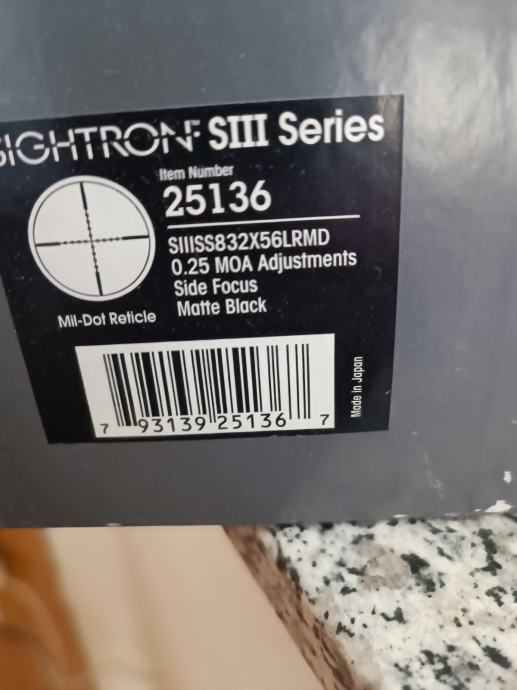 SIGHTRON SIII Series
Item Number
25136
SIIISS832X56LRMD
0.25 MOA Adjustments
Side Focus
Matte Black
Mil-Dot Reticle
Made in Japan
7 93139 25136 7